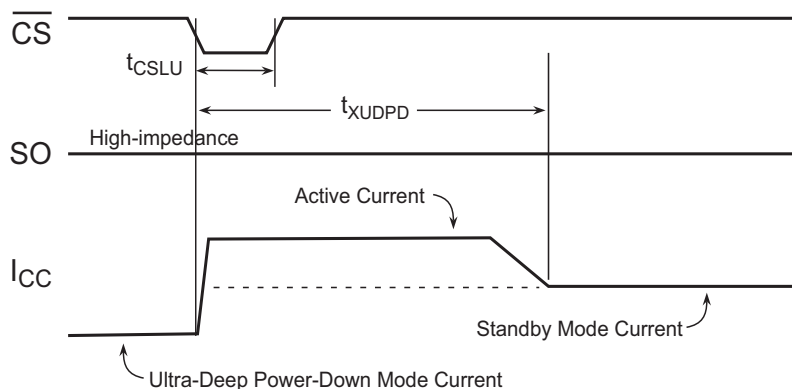 CS
tCSLU
tXUDPD
High-impedance
SO
Active Current
ICC
Standby Mode Current
Ultra-Deep Power-Down Mode Current